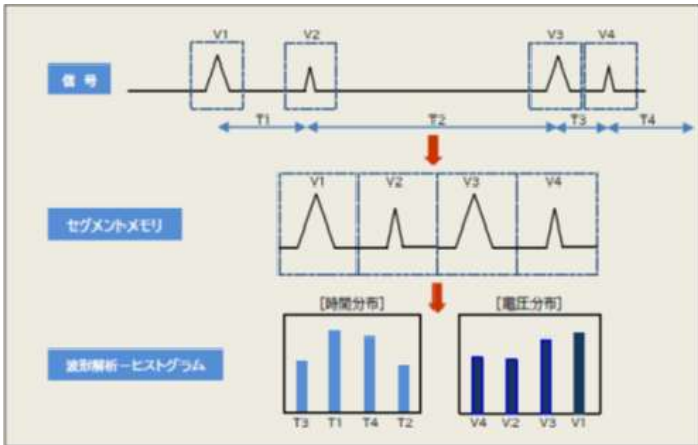 V1 V2 V3 V4
信号
T1 T2 T3 T4
V1 V2 V3 V4
セグメントメモリ
[時間分布] [電圧分布]
波形解析-ヒストグラム
T3 T1 T4 T2 V4 V2 V3 V1